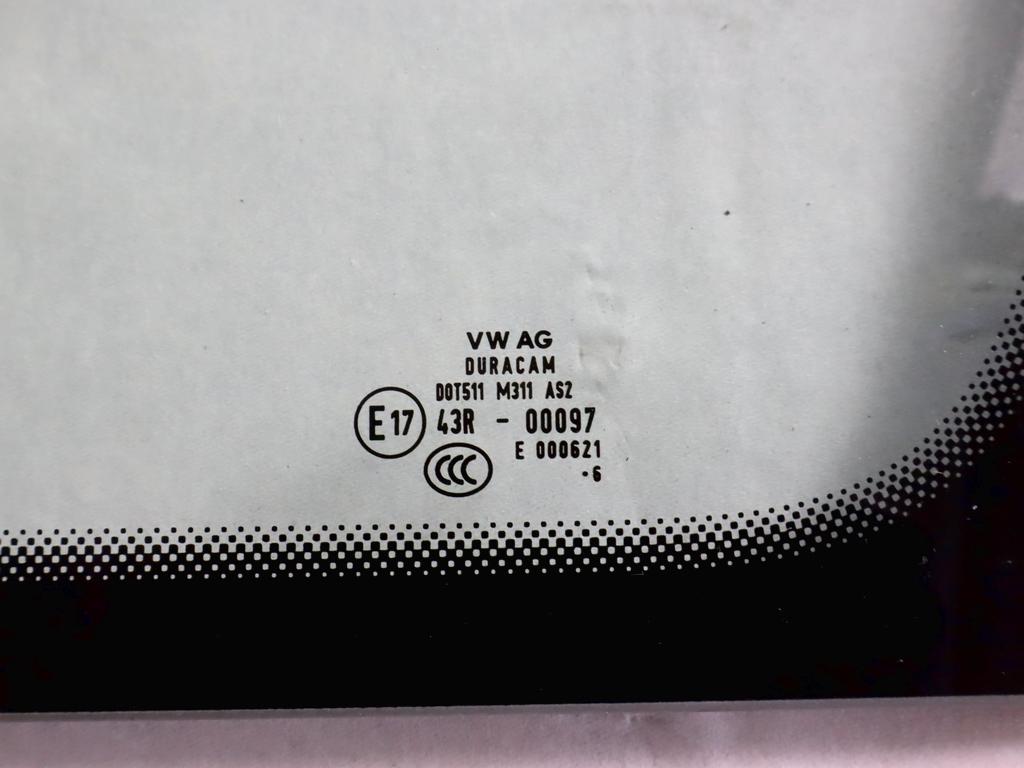 VW AG
DURACAM
DOT511 M311 AS2
E17 43R - 00097
E 000621
CCC
·6